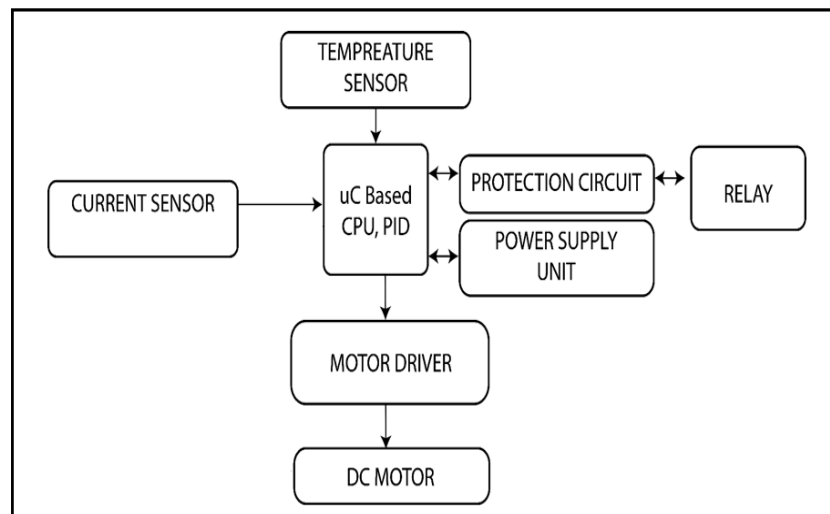 TEMPREATURE
SENSOR
CURRENT SENSOR
uC Based
CPU, PID
PROTECTION CIRCUIT
RELAY
POWER SUPPLY
UNIT
MOTOR DRIVER
DC MOTOR